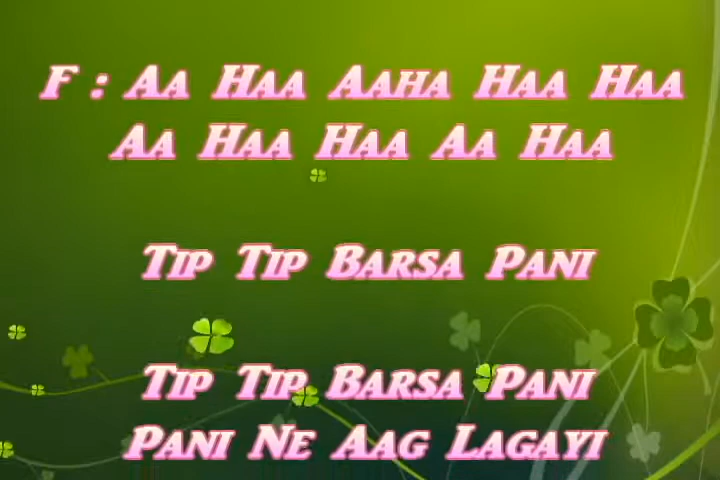 F : Aa Haa Aaha Haa Haa
Aa Haa Haa Aa Haa
Tip Tip Barsa Pani
Tip Tip Barsa Pani
Pani Ne Aag Lagayi